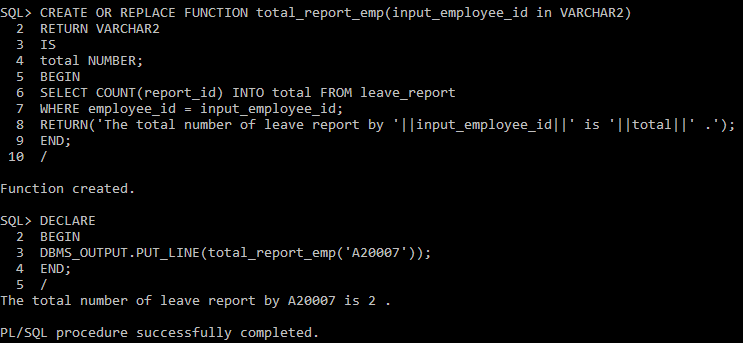 SQL> CREATE OR REPLACE FUNCTION total_report_emp(input_employee_id in VARCHAR2)
  2  RETURN VARCHAR2
  3  IS
  4  total NUMBER;
  5  BEGIN
  6  SELECT COUNT(report_id) INTO total FROM leave_report
  7  WHERE employee_id = input_employee_id;
  8  RETURN('The total number of leave report by '||input_employee_id||' is '||total||' .');
  9  END;
 10  /
Function created.
SQL> DECLARE
  2  BEGIN
  3  DBMS_OUTPUT.PUT_LINE(total_report_emp('A20007'));
  4  END;
  5  /
The total number of leave report by A20007 is 2 .
PL/SQL procedure successfully completed.